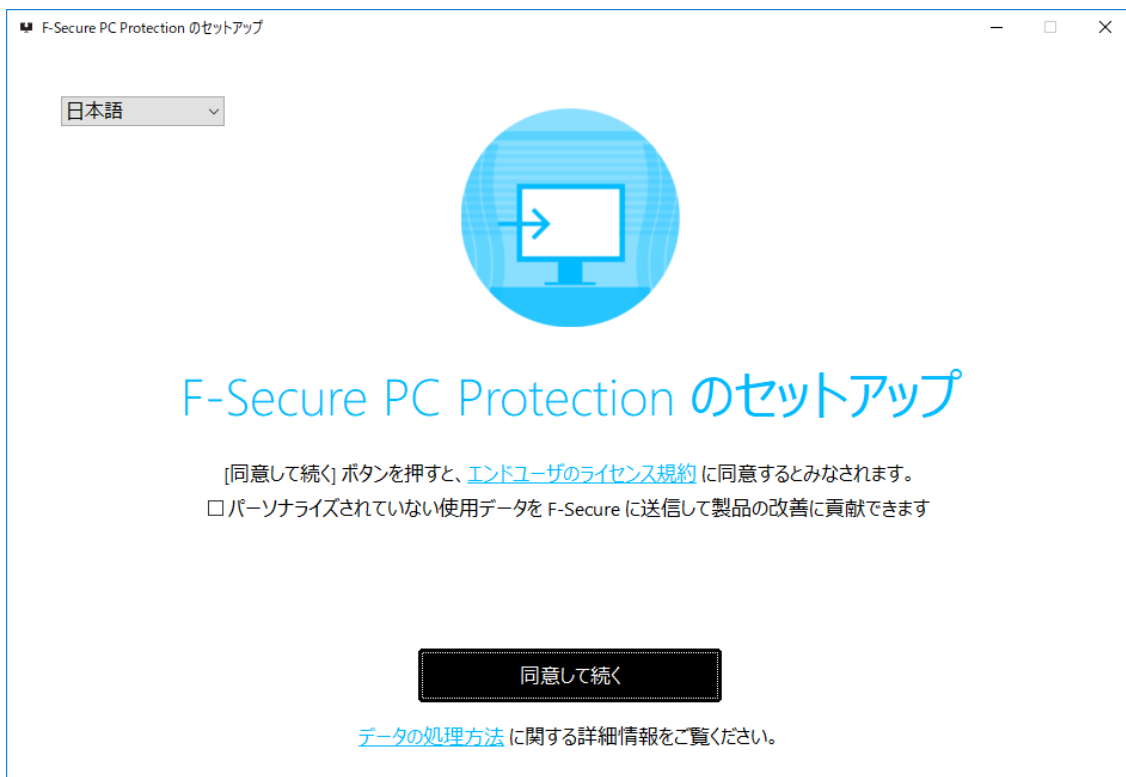 F-Secure PC Protection のセットアップ
日本語
F-Secure PC Protection のセットアップ
[同意して続く] ボタンを押すと、エンドユーザのライセンス規約 に同意するとみなされます。
パーソナライズされていない使用データを F-Secure に送信して製品の改善に貢献できます
同意して続く
データの処理方法 に関する詳細情報をご覧ください。